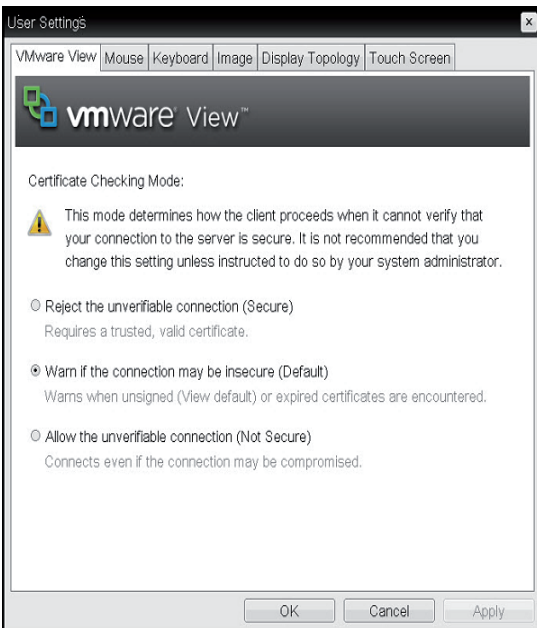 User Settings
VMware View Mouse Keyboard Image Display Topology Touch Screen
vmware View™
Certificate Checking Mode:
This mode determines how the client proceeds when it cannot verify that
your connection to the server is secure. It is not recommended that you
change this setting unless instructed to do so by your system administrator.
Reject the unverifiable connection (Secure)
Requires a trusted, valid certificate.
Warn if the connection may be insecure (Default)
Warns when unsigned (View default) or expired certificates are encountered.
Allow the unverifiable connection (Not Secure)
Connects even if the connection may be compromised.
OK Cancel Apply